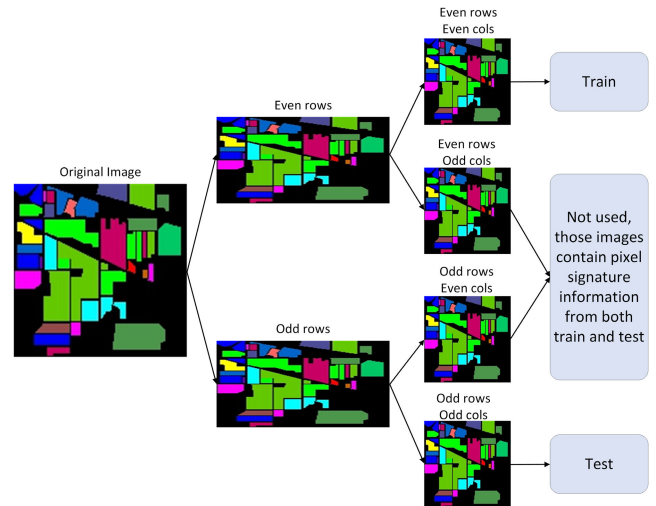 Original Image
Even rows
Odd rows
Even rows
Even cols
Even rows
Odd cols
Odd rows
Even cols
Odd rows
Odd cols
Train
Not used,
those images
contain pixel
signature
information
from both
train and test
Test